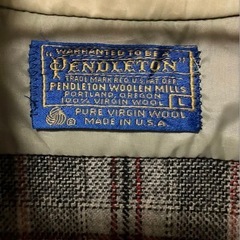 "WARRANTED TO BE A
"PENDLETON"
TRADE MARK REG. U.S. PAT. OFF.
PENDLETON WOOLEN MILLS
PORTLAND, OREGON
100% VIRGIN WOOL
L
PURE VIRGIN WOOL
MADE IN U.S.A.